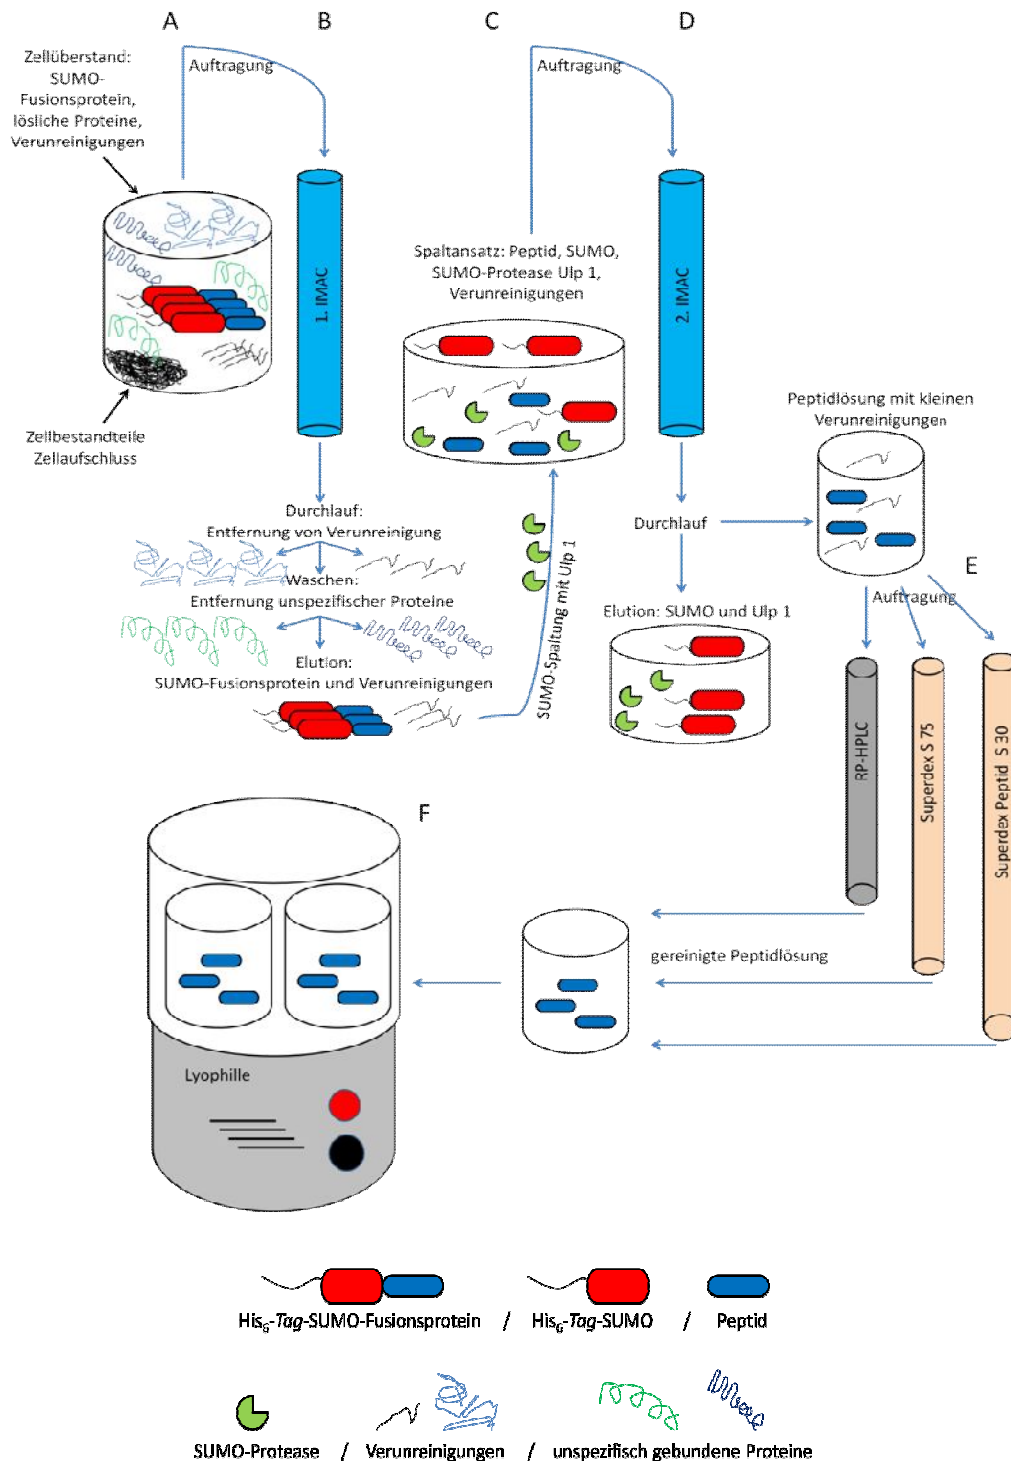 A
B
C
D
Zellüberstand:
SUMO-
Fusionsprotein,
lösliche Proteine,
Verunreinigungen
Auftragung
Auftragung
1. IMAC
2. IMAC
Spaltansatz: Peptid, SUMO,
SUMO-Protease Ulp 1,
Verunreinigungen
Zellbestandteile
Zellaufschluss
Peptidlösung mit kleinen
Verunreinigungen
Durchlauf:
Entfernung von Verunreinigung
Waschen:
Entfernung unspezifischer Proteine
Elution:
SUMO-Fusionsprotein und Verunreinigungen
SUMO-Spaltung mit Ulp 1
Durchlauf
Elution: SUMO und Ulp 1
E
Auftragung
RP-HPLC
Superdex S 75
Superdex Peptid S 30
F
gereinigte Peptidlösung
Lyophille
His6-Tag-SUMO-Fusionsprotein / His6-Tag-SUMO / Peptid
SUMO-Protease / Verunreinigungen / unspezifisch gebundene Proteine